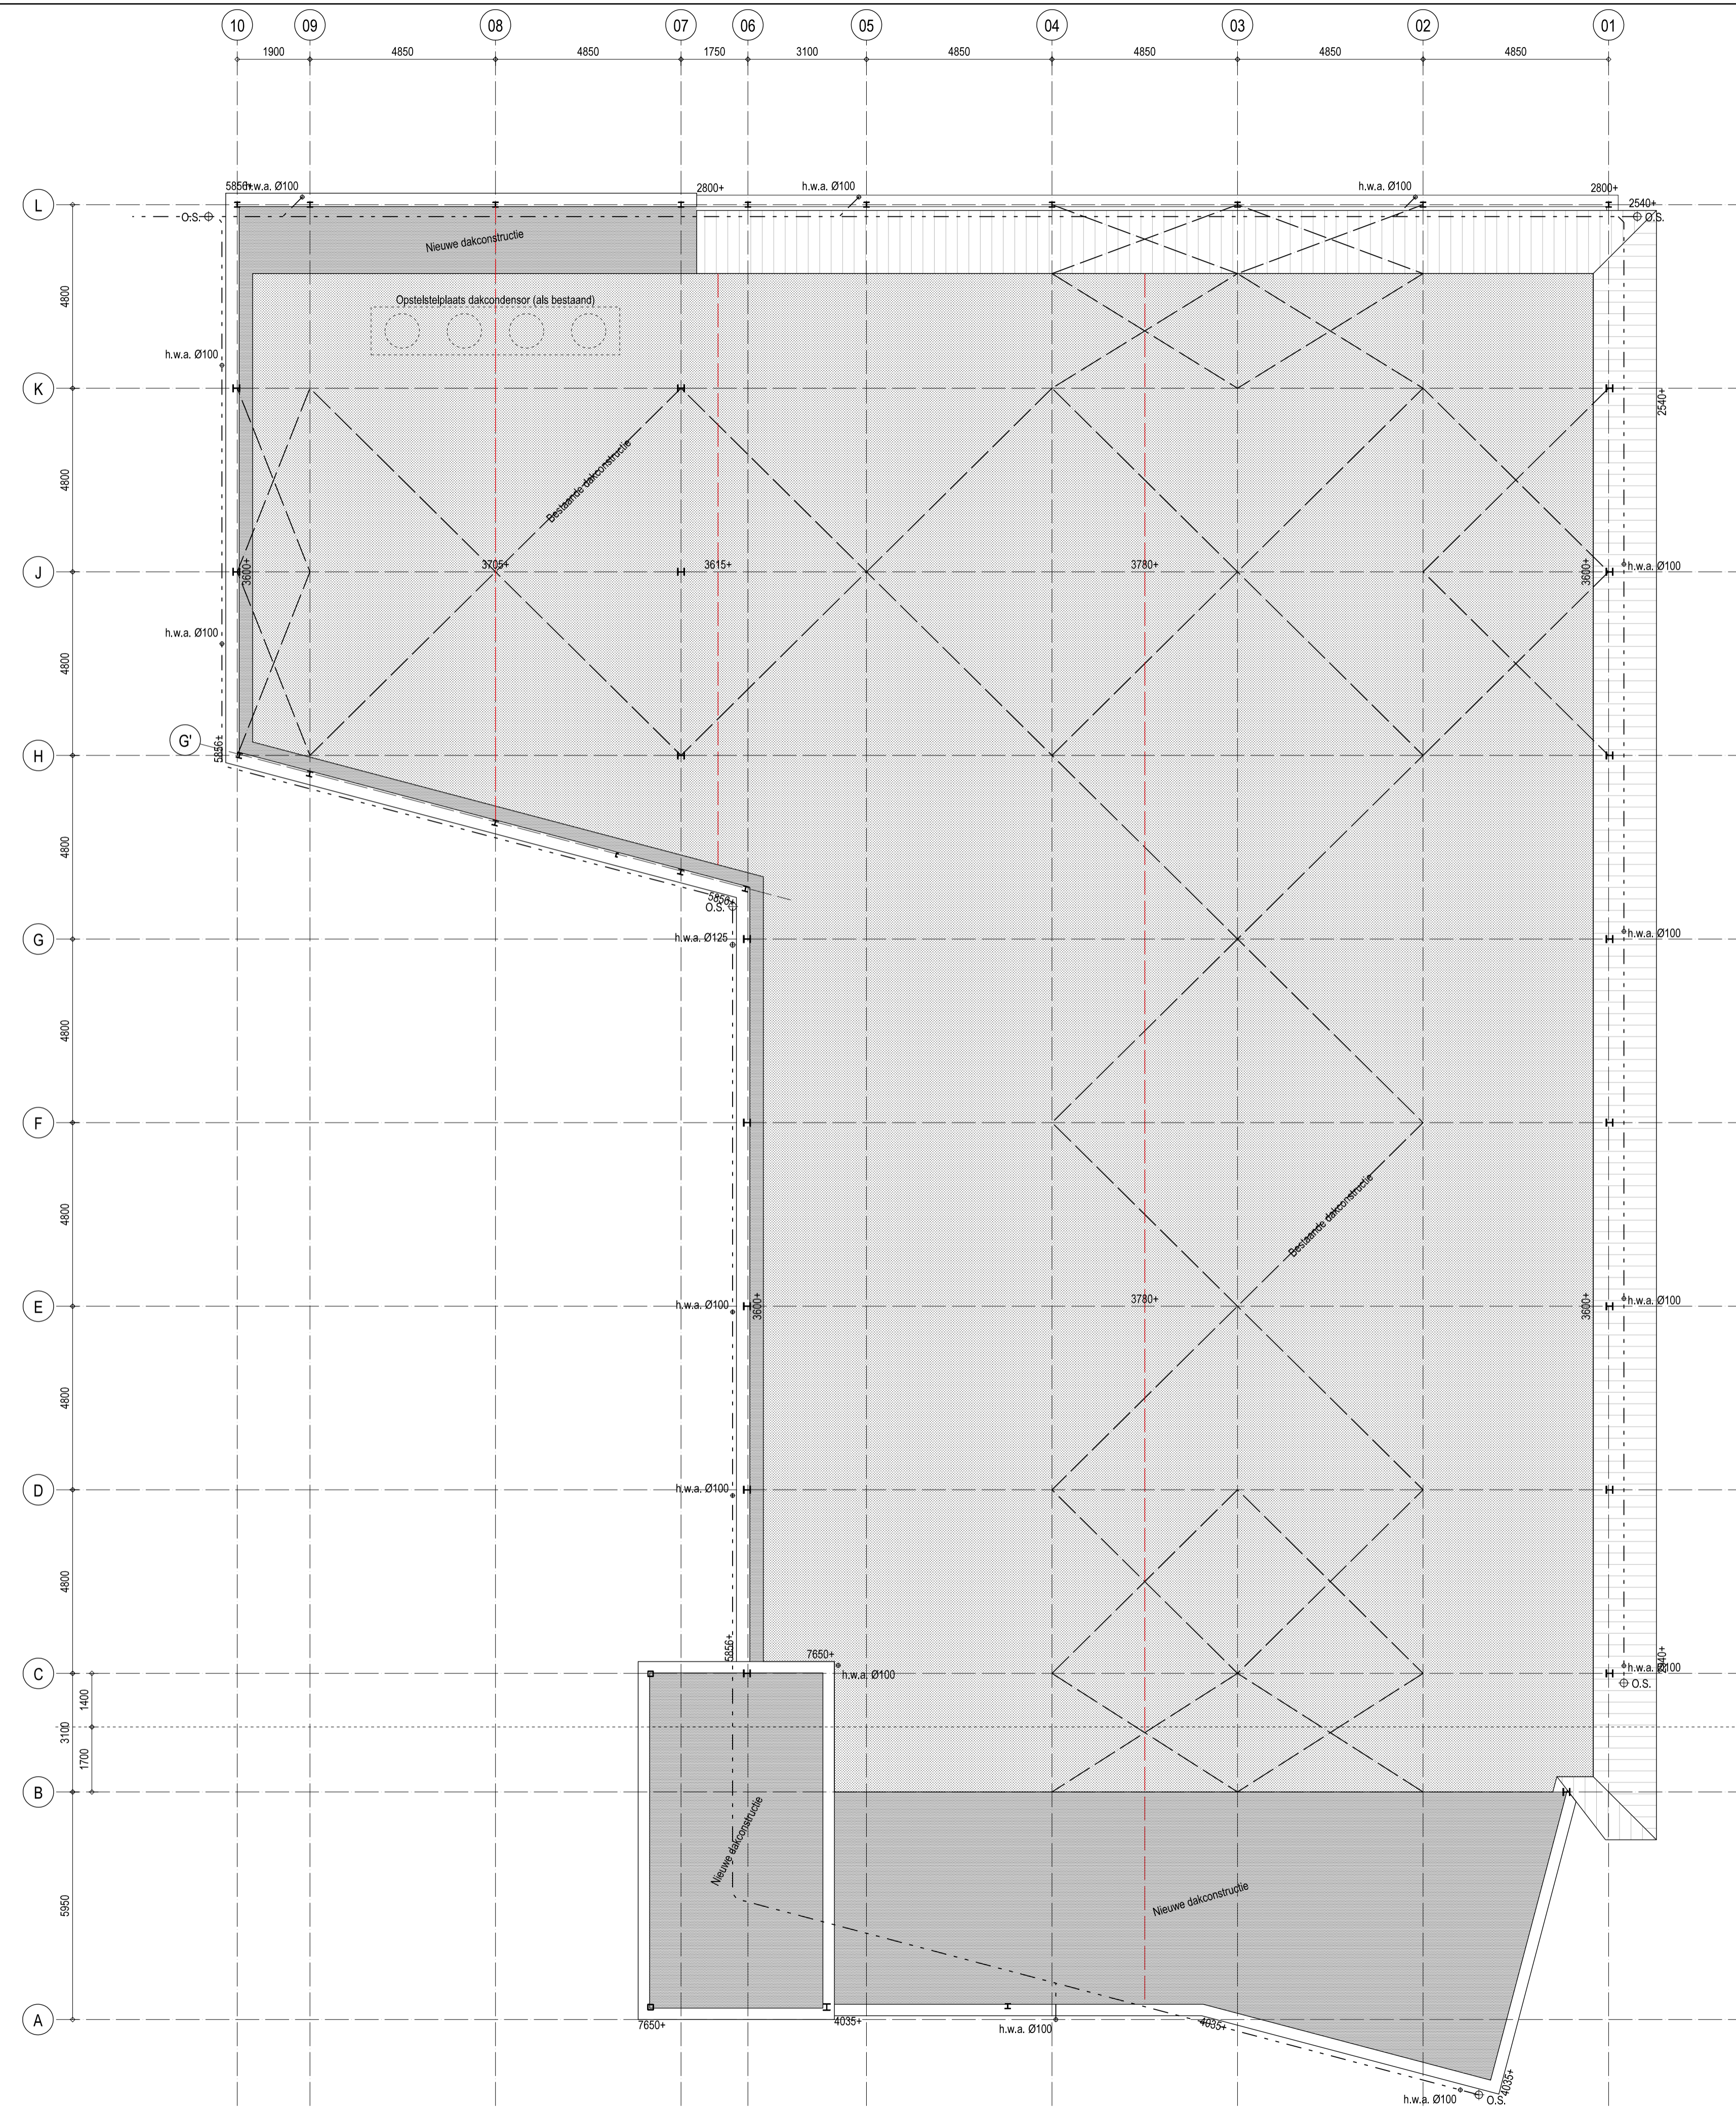 10 09 08 07 06 05 04 03 02 01
1900 4850 4850 1750 3100 4850 4850 4850 4850
5856+ h.w.a. Ø100 2800+ h.w.a. Ø100 h.w.a. Ø100 2800+
L
2540+
O.S. O.S.
Nieuwe dakconstructie
4800
Opstelstelplaats dakcondensor (als bestaand)
h.w.a. Ø100
K
2540+
4800
Bestaande dakconstructie
J
3600+ 3705+ 3615+ 3780+ 3600+ h.w.a. Ø100
h.w.a. Ø100
4800
G'
H
5856+
4800
5856+
O.S.
G
h.w.a. Ø125 h.w.a. Ø100
4800
F
4800
Bestaande dakconstructie
E
h.w.a. Ø100 3600+ 3780+ 3600+ h.w.a. Ø100
4800
D
h.w.a. Ø100
4800
5856+ 7650+
C
h.w.a. Ø100 h.w.a. Ø100
O.S.
1400
3100
1700
B
Nieuwe dakconstructie
Nieuwe dakconstructie
5950
A
7650+ 4035+ h.w.a. Ø100 4035+
4035+
h.w.a. Ø100 O.S.